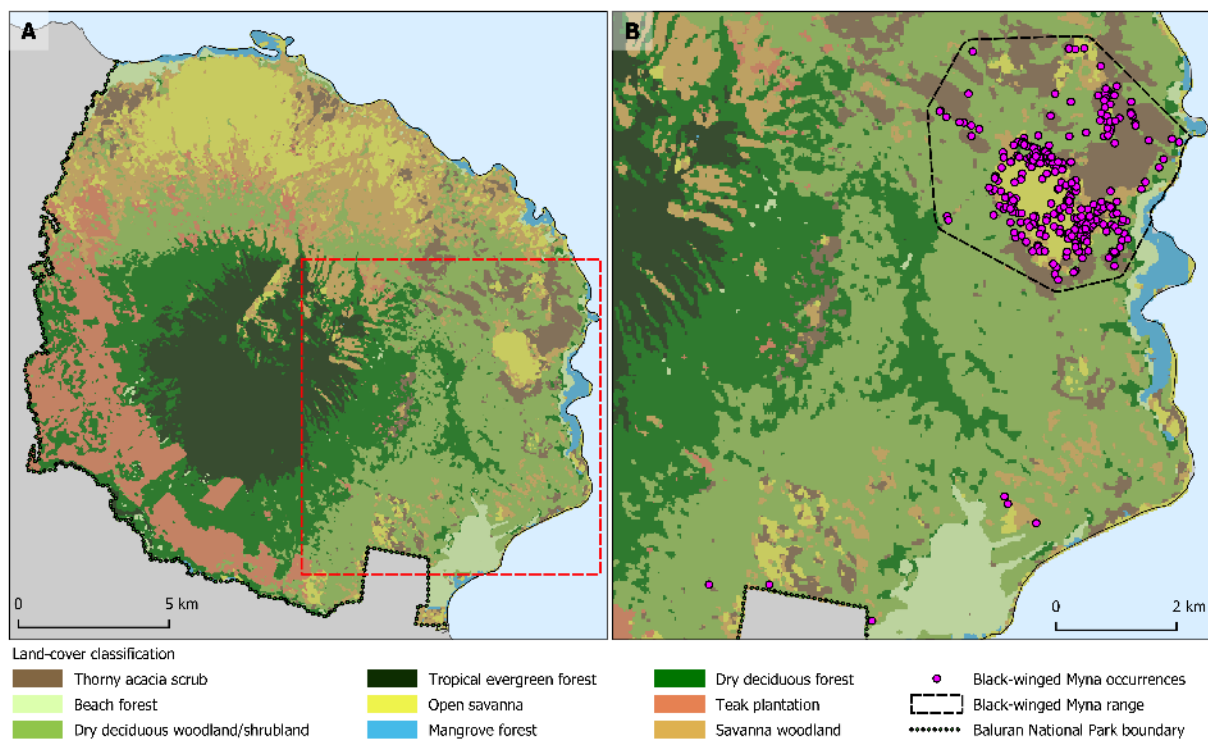 A
B
0 5 km
0 2 km
Land-cover classification
Thorny acacia scrub
Beach forest
Dry deciduous woodland/shrubland
Tropical evergreen forest
Open savanna
Mangrove forest
Dry deciduous forest
Teak plantation
Savanna woodland
Black-winged Myna occurrences
Black-winged Myna range
Baluran National Park boundary